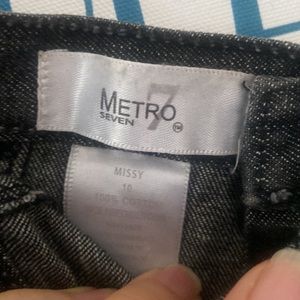 METRO 7
SEVEN TM
MISSY
10
100% COTTON